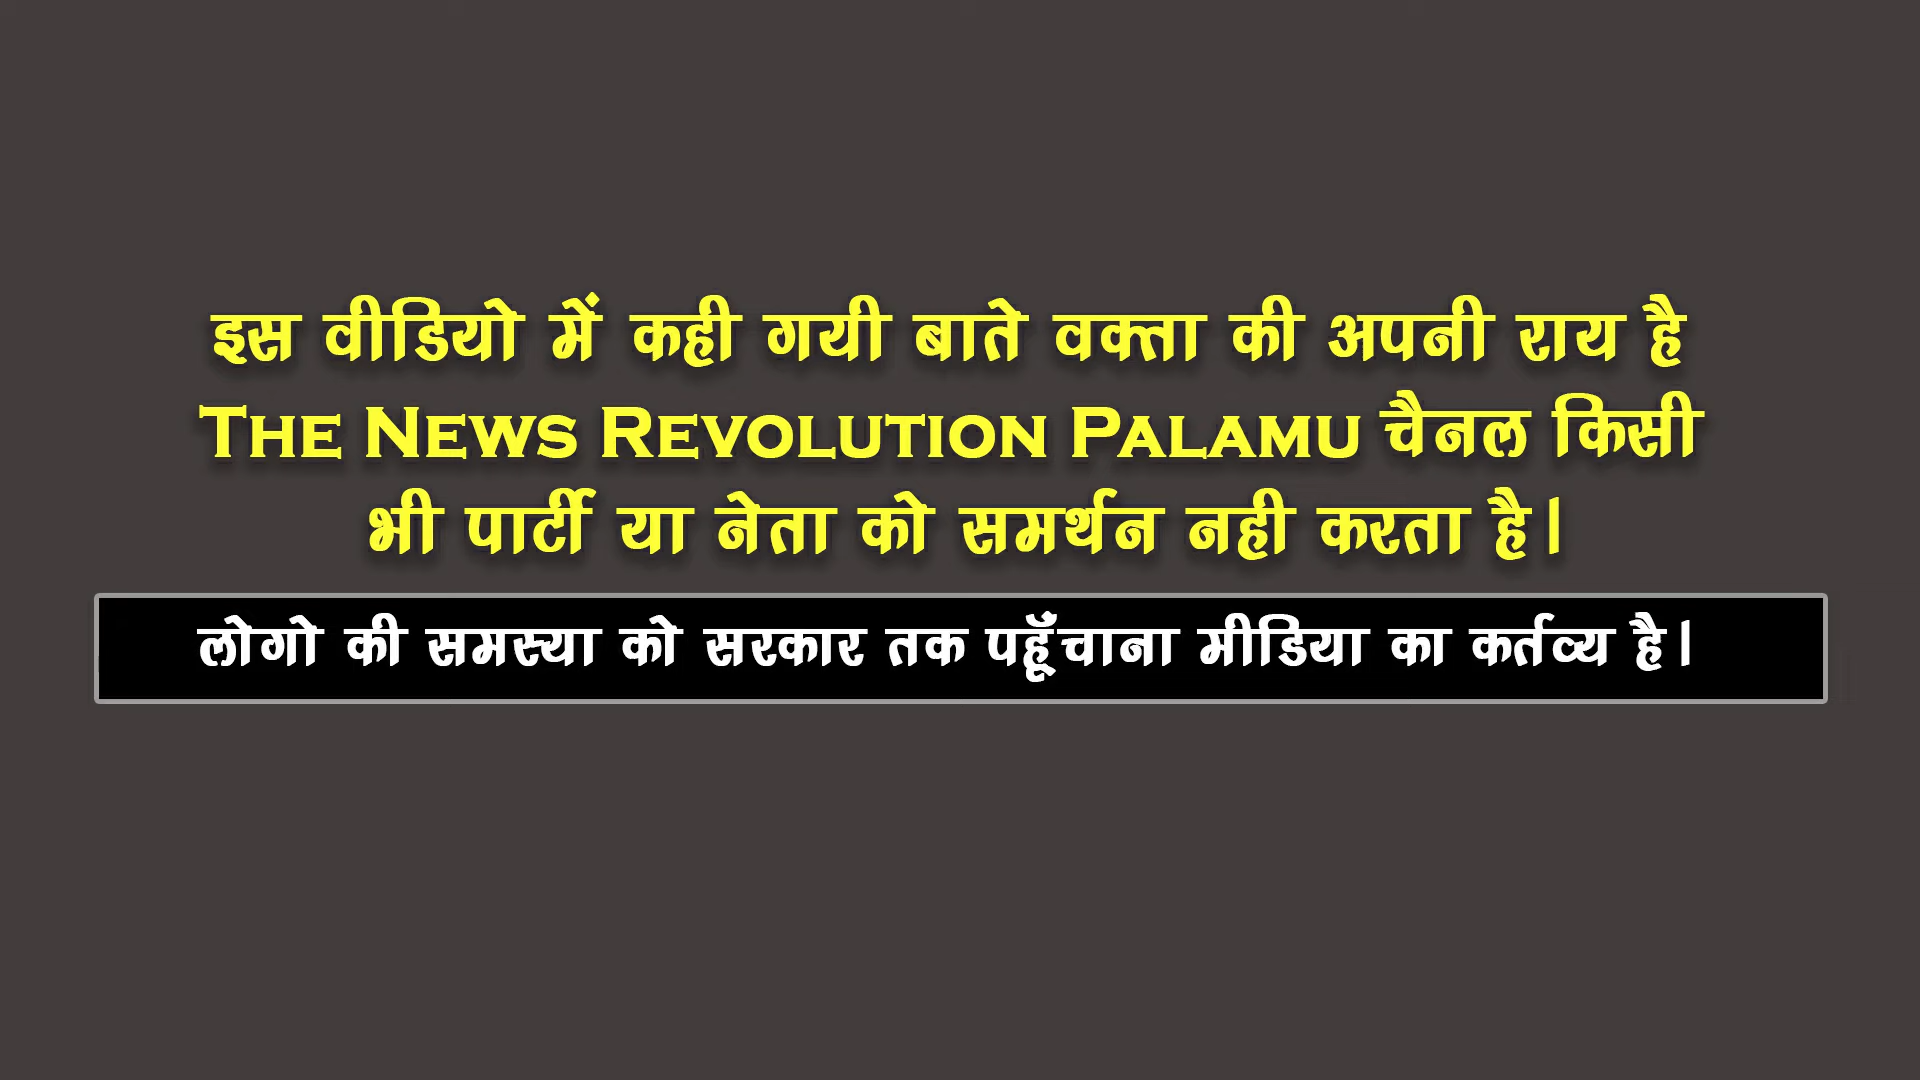 इस वीडियो में कही गयी बाते वक्ता की अपनी राय है
THE NEWS REVOLUTION PALAMU चैनल किसी
भी पार्टी या नेता को समर्थन नही करता है।
लोगो की समस्या को सरकार तक पहुँचाना मीडिया का कर्तव्य है।